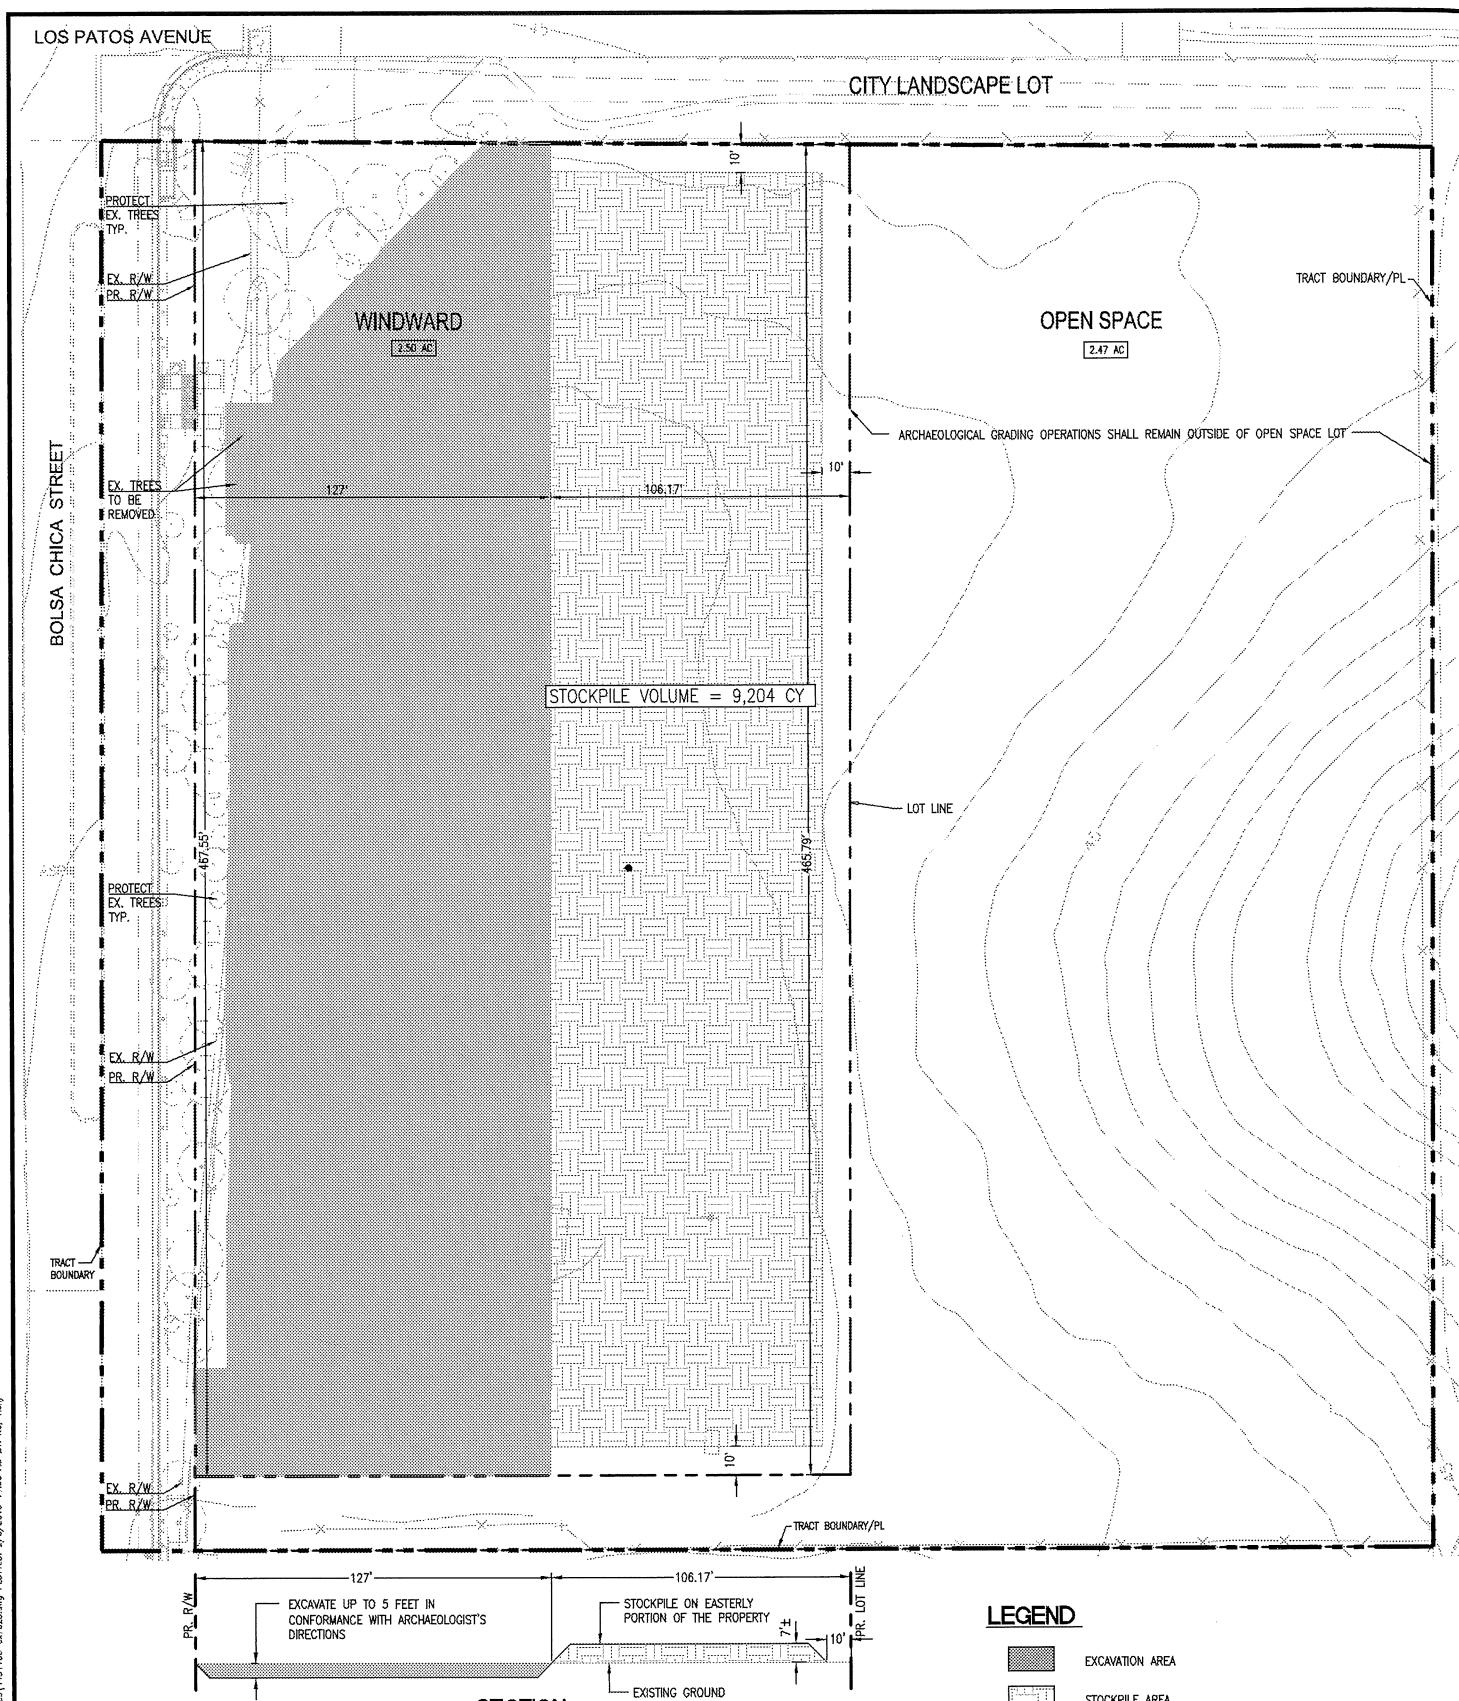 LOS PATOS AVENUE
CITY LANDSCAPE LOT
10'
PROTECT
EX. TREES
TYP.
EX. R/W
PR. R/W
TRACT BOUNDARY/PL
WINDWARD
2.50 AC
OPEN SPACE
2.47 AC
ARCHAEOLOGICAL GRADING OPERATIONS SHALL REMAIN OUTSIDE OF OPEN SPACE LOT
BOLSA CHICA STREET
10'
EX. TREES
TO BE
REMOVED
127'
106.17'
STOCKPILE VOLUME = 9,204 CY
LOT LINE
467.55'
465.79'
45
PROTECT
EX. TREES
TYP.
EX. R/W
PR. R/W
TRACT
BOUNDARY
10'
EX. R/W
PR. R/W
TRACT BOUNDARY/PL
127'
106.17'
PR. R/W
EXCAVATE UP TO 5 FEET IN
CONFORMANCE WITH ARCHAEOLOGIST'S
DIRECTIONS
STOCKPILE ON EASTERLY
PORTION OF THE PROPERTY
7'±
10'
PR. LOT LINE
EXISTING GROUND
SECTION
LEGEND
EXCAVATION AREA
STOCKPILE AREA